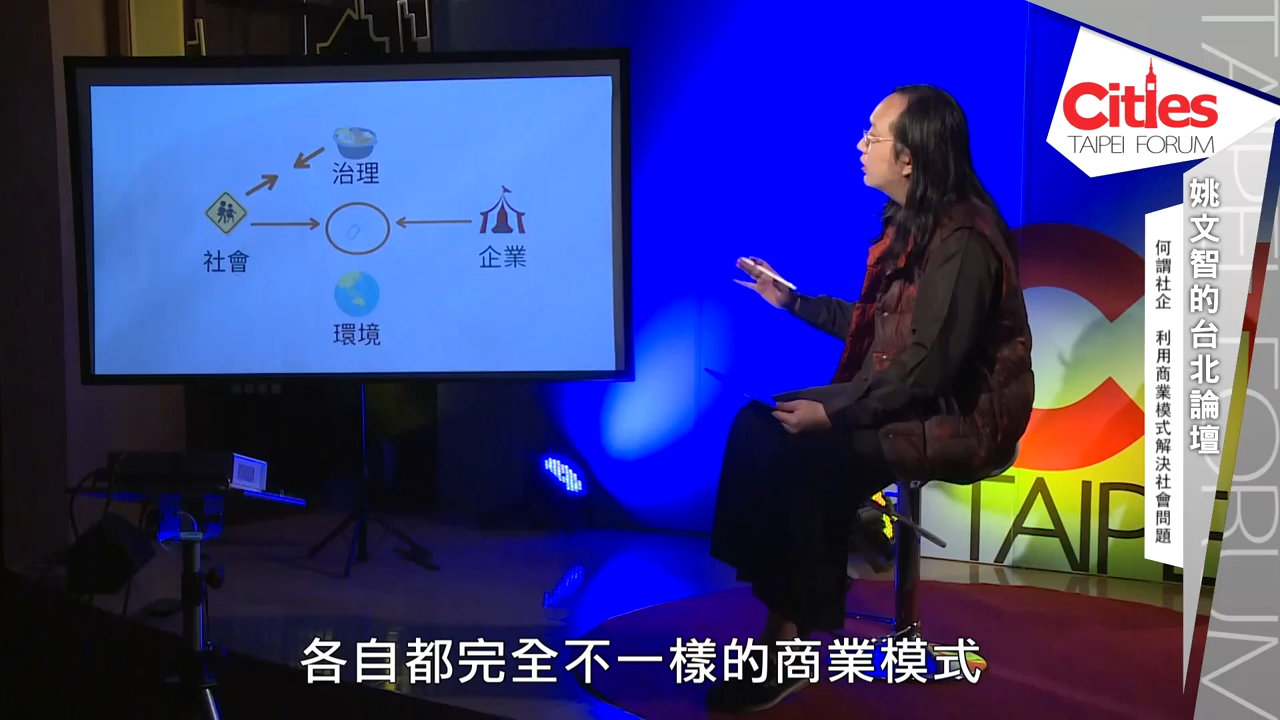 治理
社會
企業
環境
Cities
TAIPEI FORUM
姚文智的台北論壇
何謂社企 利用商業模式解決社會問題
TAIPEI FORUM
TAIPE
各自都完全不一樣的商業模式